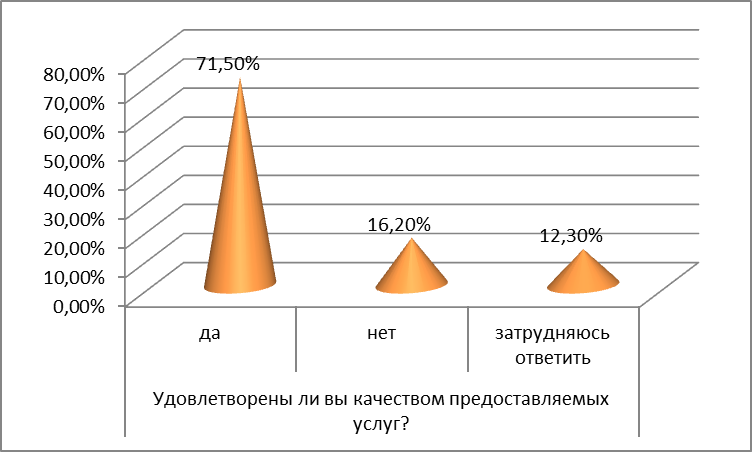 71,50%
80,00%
70,00%
60,00%
50,00%
40,00%
30,00%
20,00%
10,00%
0,00%
16,20%
12,30%
да
нет
затрудняюсь
ответить
Удовлетворены ли вы качеством предоставляемых
услуг?